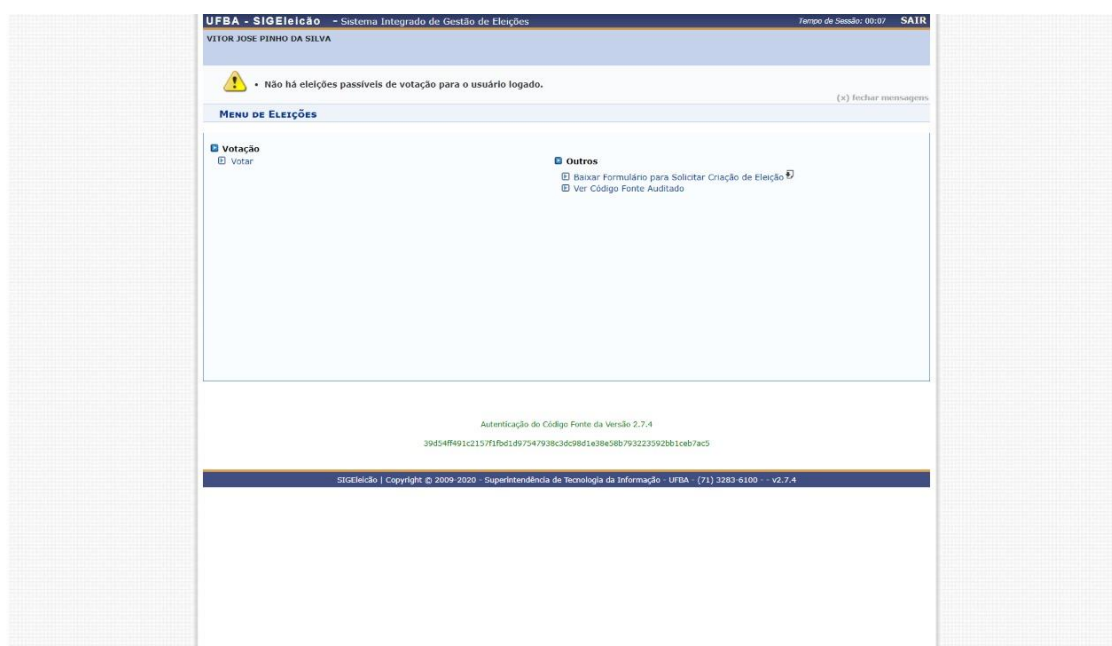 UFBA - SIGEleicão - Sistema Integrado de Gestão de Eleições
Tempo de Sessão: 00:07 SAIR
VITOR JOSE PINHO DA SILVA
• Não há eleições passíveis de votação para o usuário logado.
(x) fechar mensagens
MENU DE ELEIÇÕES
Votação
Votar
Outros
Baixar Formulário para Solicitar Criação de Eleição
Ver Código Fonte Auditado
Autenticação do Código Fonte da Versão 2.7.4
39d54ff491c2157f1fbd1d97547938c3dc98d1e38e58b793223592bb1ceb7ac5
SIGEleicão | Copyright © 2009-2020 - Superintendência de Tecnologia da Informação - UFBA - (71) 3283-6100 - - v2.7.4